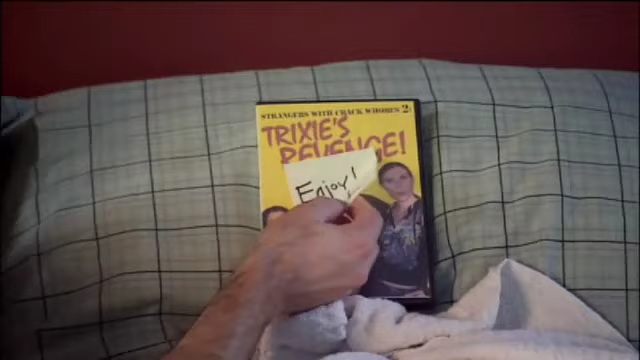 STRANGERS WITH CRACK WHORES 2:
TRIXIE'S
REVENGE!
Enjoy!